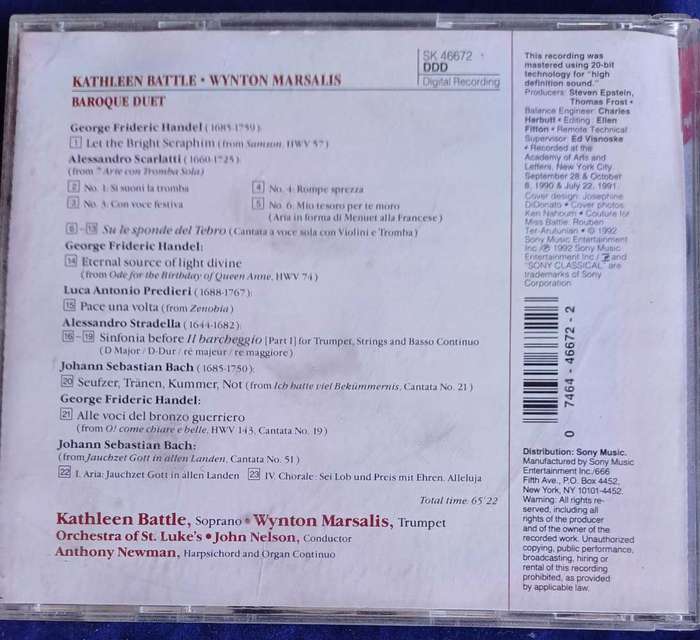 SK 46672
DDD
Digital Recording
KATHLEEN BATTLE • WYNTON MARSALIS
BAROQUE DUET
George Frideric Handel (1685-1759):
1 Let the Bright Seraphim (from Samson, HWV 57)
Alessandro Scarlatti (1660-1725):
(from 7 Arie con Tromba Sola)
2 No. 1: Si suoni la tromba
3 No. 3: Con voce festiva
4 No. 4: Rompe sprezza
5 No. 6: Mio tesoro per te moro
(Aria in forma di Menuet alla Francese)
6-13 Su le sponde del Tebro (Cantata a voce sola con Violini e Tromba)
George Frideric Handel:
14 Eternal source of light divine
(from Ode for the Birthday of Queen Anne, HWV 74)
Luca Antonio Predieri (1688-1767):
15 Pace una volta (from Zenobia)
Alessandro Stradella (1644-1682):
16-19 Sinfonia before Il barcheggio [Part I] for Trumpet, Strings and Basso Continuo
(D Major / D-Dur / ré majeur / re maggiore)
Johann Sebastian Bach (1685-1750):
20 Seufzer, Tränen, Kummer, Not (from Ich hatte viel Bekümmernis, Cantata No. 21)
George Frideric Handel:
21 Alle voci del bronzo guerriero
(from O! come chiare e belle, HWV 143, Cantata No. 19)
Johann Sebastian Bach:
(from Jauchzet Gott in allen Landen, Cantata No. 51)
22 I. Aria: Jauchzet Gott in allen Landen 23 IV. Chorale: Sei Lob und Preis mit Ehren, Alleluja
Total time 65'22
Kathleen Battle, Soprano • Wynton Marsalis, Trumpet
Orchestra of St. Luke's • John Nelson, Conductor
Anthony Newman, Harpsichord and Organ Continuo
This recording was
mastered using 20-bit
technology for "high
definition sound."
Producers: Steven Epstein,
Thomas Frost •
Balance Engineer: Charles
Harbutt • Editing: Ellen
Fitton • Remote Technical
Supervisor: Ed Visnoske
• Recorded at the
Academy of Arts and
Letters, New York City
September 28 & October
8, 1990 & July 22, 1991.
Cover design: Josephine
DiDonato • Cover photos:
Ken Nahoum • Couture for
Miss Battle: Rouben
Ter-Arutunian • © 1992
Sony Music Entertainment
Inc./℗ 1992 Sony Music
Entertainment Inc./ and
"SONY CLASSICAL" are
trademarks of Sony
Corporation
0 7464-46672-2
Distribution: Sony Music.
Manufactured by Sony Music
Entertainment Inc./666
Fifth Ave., P.O. Box 4452,
New York, NY 10101-4452/
Warning: All rights re-
served, including all
rights of the producer
and of the owner of the
recorded work. Unauthorized
copying, public performance,
broadcasting, hiring or
rental of this recording
prohibited, as provided
by applicable law.